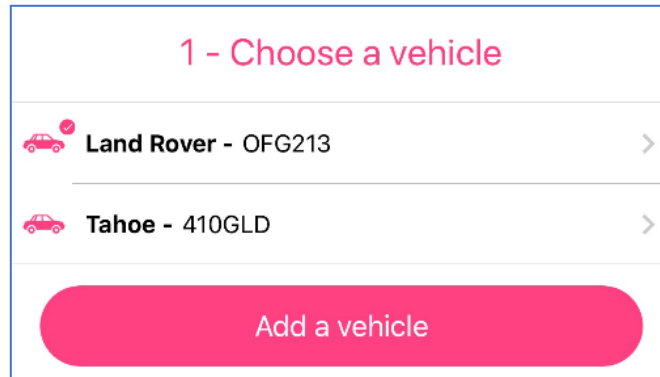 1 - Choose a vehicle
Land Rover - OFG213
Tahoe - 410GLD
Add a vehicle